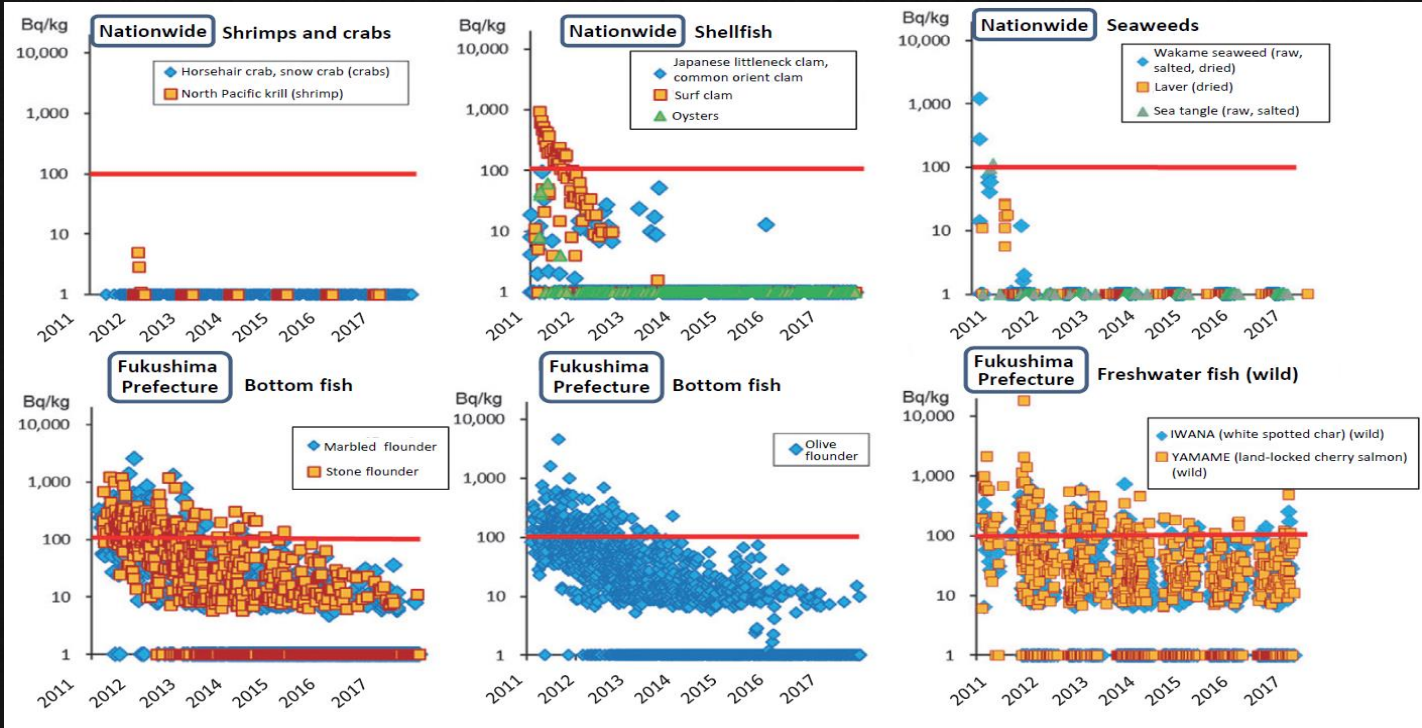 Bq/kg
Nationwide Shrimps and crabs
10,000
Horsehair crab, snow crab (crabs)
North Pacific krill (shrimp)
1,000
100
10
1
2011 2012 2013 2014 2015 2016 2017
Bq/kg
Nationwide Shellfish
10,000
Japanese littleneck clam,
common orient clam
Surf clam
Oysters
1,000
100
10
1
2011 2012 2013 2014 2015 2016 2017
Bq/kg
Nationwide Seaweeds
10,000
Wakame seaweed (raw,
salted, dried)
Laver (dried)
Sea tangle (raw, salted)
1,000
100
10
1
2011 2012 2013 2014 2015 2016 2017
Fukushima
Prefecture Bottom fish
Bq/kg
10,000
Marbled flounder
Stone flounder
1,000
100
10
1
2011 2012 2013 2014 2015 2016 2017
Fukushima
Prefecture Bottom fish
Bq/kg
10,000
Olive
flounder
1,000
100
10
1
2011 2012 2013 2014 2015 2016 2017
Fukushima
Prefecture Freshwater fish (wild)
Bq/kg
10,000
IWANA (white spotted char) (wild)
YAMAME (land-locked cherry salmon)
(wild)
1,000
100
10
1
2011 2012 2013 2014 2015 2016 2017